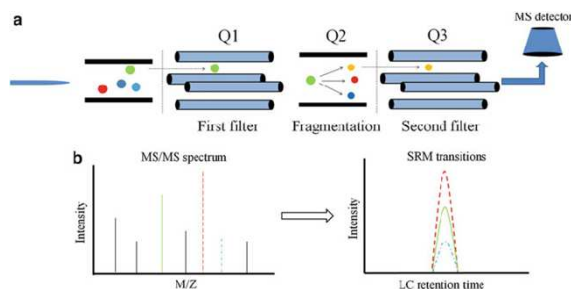 a
Q1
Q2
Q3
MS detector
First filter
Fragmentation
Second filter
b
MS/MS spectrum
Intensity
M/Z
SRM transitions
Intensity
LC retention time